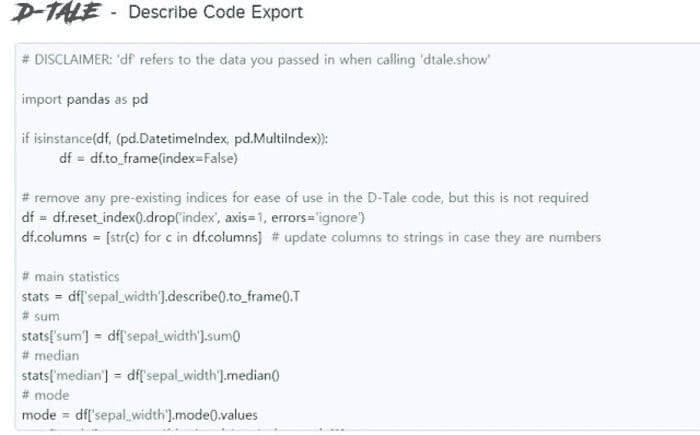 D-TALE - Describe Code Export
# DISCLAIMER: 'df' refers to the data you passed in when calling 'dtale.show'
import pandas as pd
if isinstance(df, (pd.DatetimeIndex, pd.MultiIndex)):
df = df.to_frame(index=False)
# remove any pre-existing indices for ease of use in the D-Tale code, but this is not required
df = df.reset_index().drop('index', axis=1, errors='ignore')
df.columns = [str(c) for c in df.columns]  # update columns to strings in case they are numbers
# main statistics
stats = df['sepal_width'].describe().to_frame().T
# sum
stats['sum'] = df['sepal_width'].sum()
# median
stats['median'] = df['sepal_width'].median()
# mode
mode = df['sepal_width'].mode().values